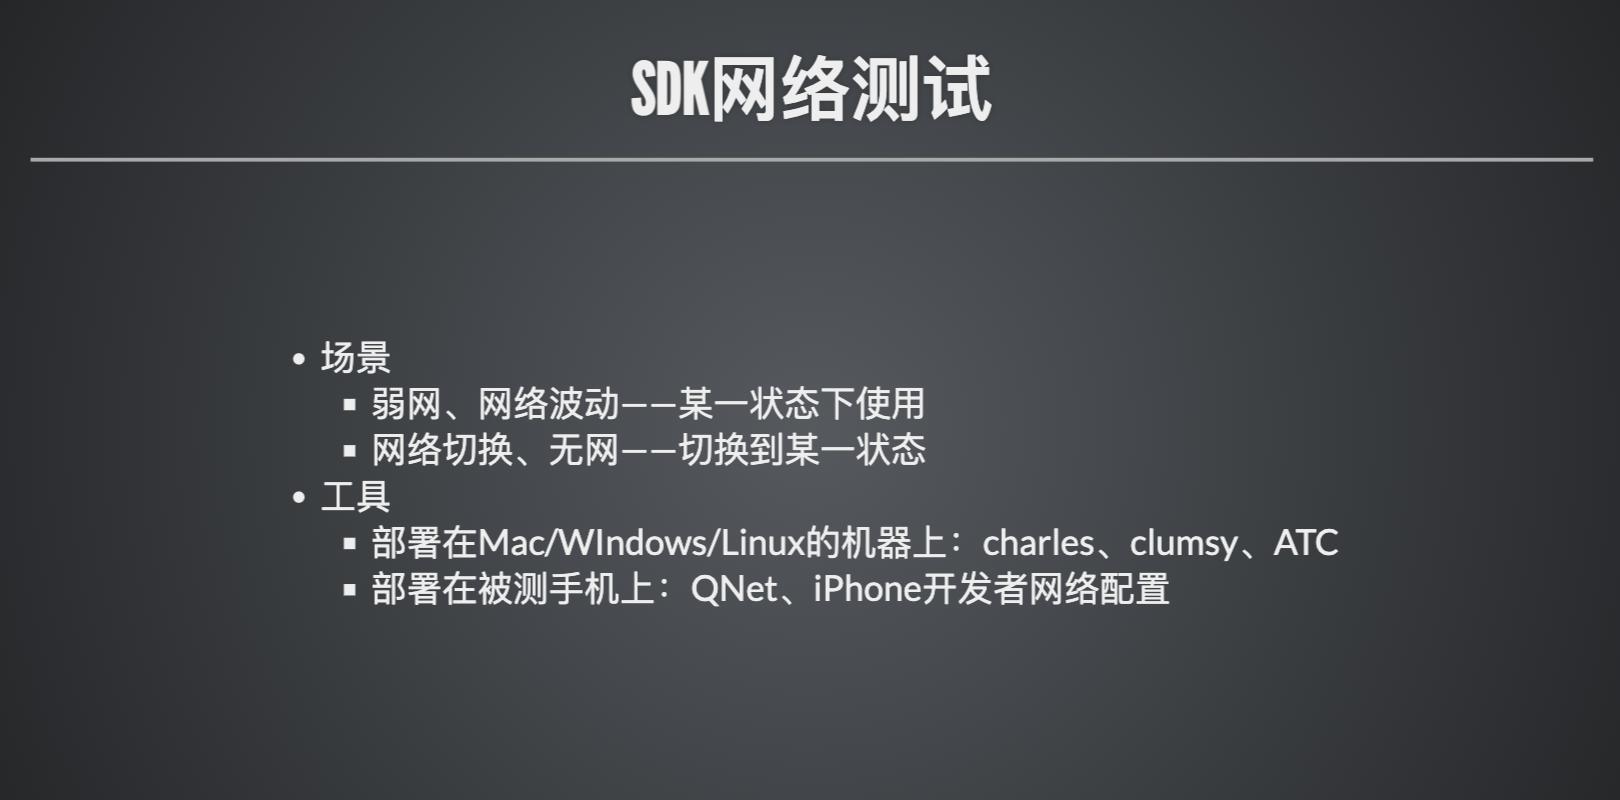 SDK网络测试
场景
弱网、网络波动——某一状态下使用
网络切换、无网——切换到某一状态
工具
部署在Mac/WIndows/Linux的机器上：charles、clumsy、ATC
部署在被测手机上：QNet、iPhone开发者网络配置